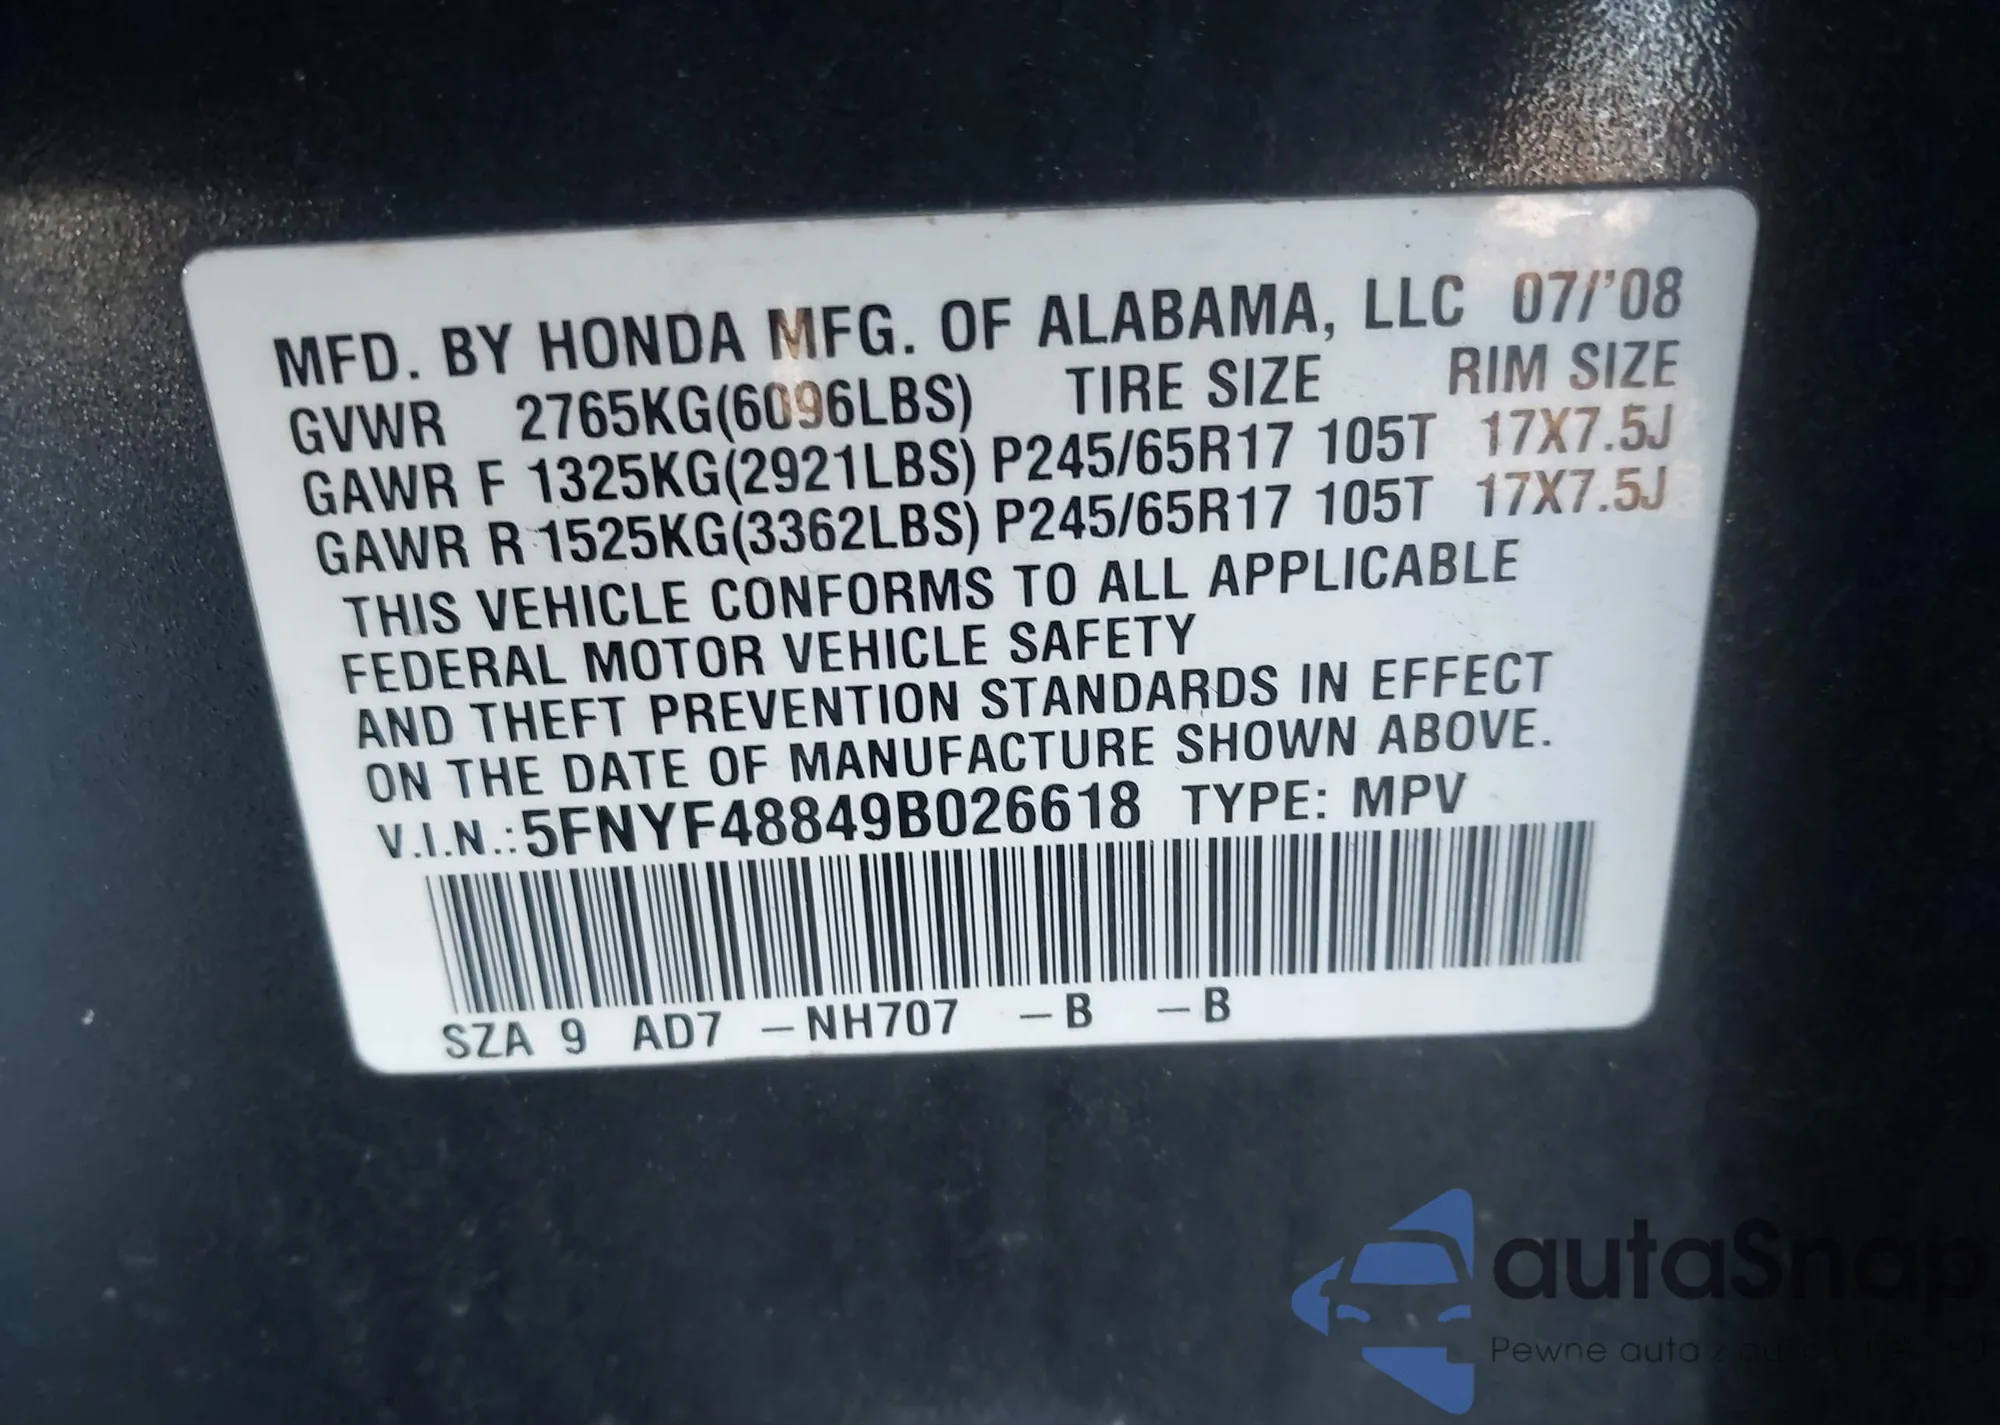 MFD. BY HONDA MFG. OF ALABAMA, LLC 07/'08
GVWR 2765KG(6096LBS) TIRE SIZE RIM SIZE
GAWR F 1325KG(2921LBS) P245/65R17 105T 17X7.5J
GAWR R 1525KG(3362LBS) P245/65R17 105T 17X7.5J
THIS VEHICLE CONFORMS TO ALL APPLICABLE
FEDERAL MOTOR VEHICLE SAFETY
AND THEFT PREVENTION STANDARDS IN EFFECT
ON THE DATE OF MANUFACTURE SHOWN ABOVE.
V.I.N.:5FNYF48849B026618 TYPE: MPV
SZA 9 AD7 –NH707 –B –B
autaSnap
Pewne auta z